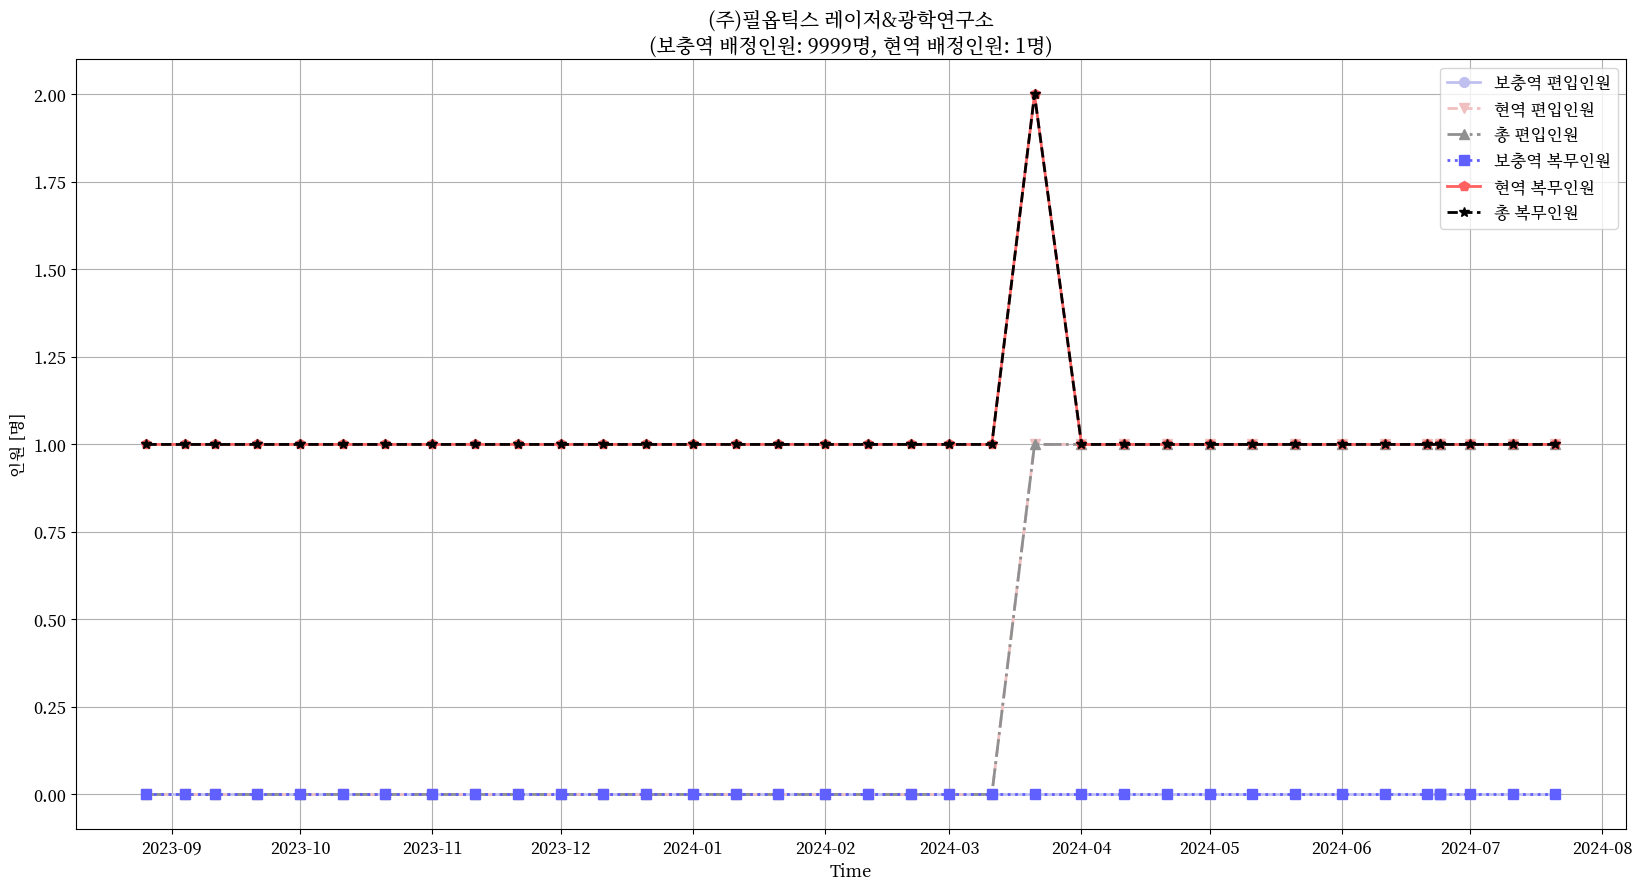 (주)필옵틱스 레이저&광학연구소
(보충역 배정인원: 9999명, 현역 배정인원: 1명)
보충역 편입인원
현역 편입인원
총 편입인원
보충역 복무인원
현역 복무인원
총 복무인원
2.00
1.75
1.50
1.25
1.00
0.75
0.50
0.25
0.00
인원 [명]
2023-09 2023-10 2023-11 2023-12 2024-01 2024-02 2024-03 2024-04 2024-05 2024-06 2024-07 2024-08
Time